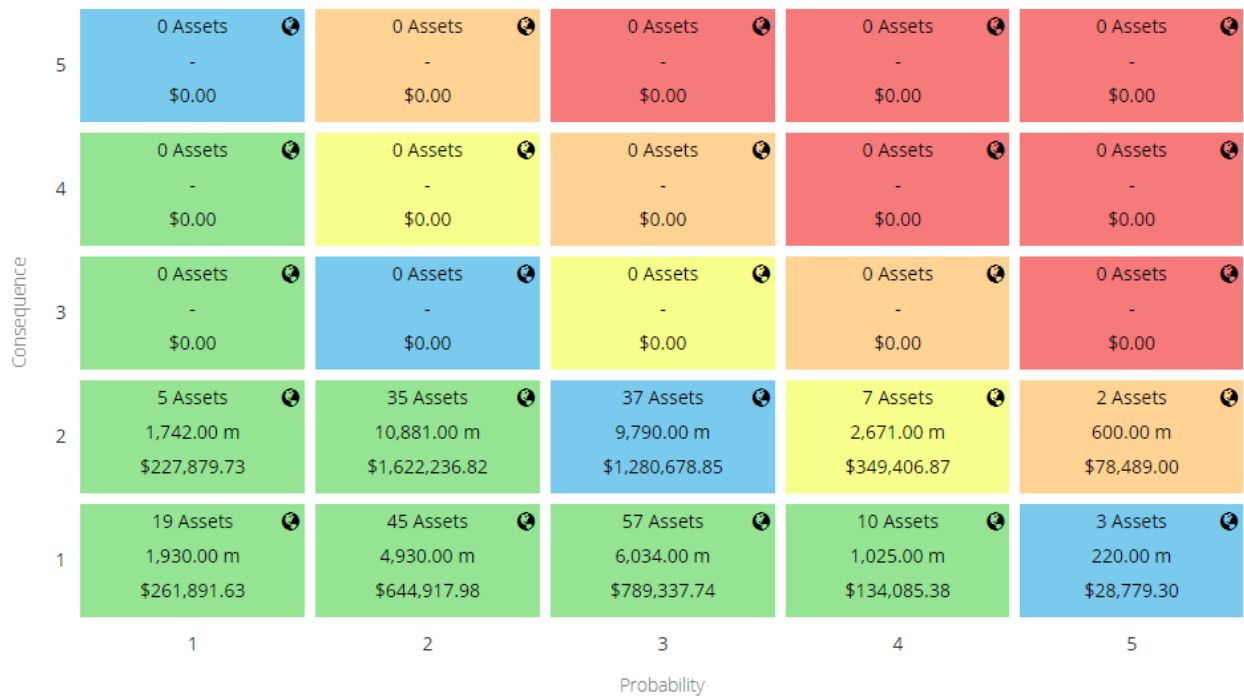 0 Assets 0 Assets 0 Assets 0 Assets 0 Assets
5 - - - - -
$0.00 $0.00 $0.00 $0.00 $0.00
0 Assets 0 Assets 0 Assets 0 Assets 0 Assets
4 - - - - -
$0.00 $0.00 $0.00 $0.00 $0.00
Consequence
0 Assets 0 Assets 0 Assets 0 Assets 0 Assets
3 - - - - -
$0.00 $0.00 $0.00 $0.00 $0.00
5 Assets 35 Assets 37 Assets 7 Assets 2 Assets
2 1,742.00 m 10,881.00 m 9,790.00 m 2,671.00 m 600.00 m
$227,879.73 $1,622,236.82 $1,280,678.85 $349,406.87 $78,489.00
19 Assets 45 Assets 57 Assets 10 Assets 3 Assets
1 1,930.00 m 4,930.00 m 6,034.00 m 1,025.00 m 220.00 m
$261,891.63 $644,917.98 $789,337.74 $134,085.38 $28,779.30
1 2 3 4 5
Probability